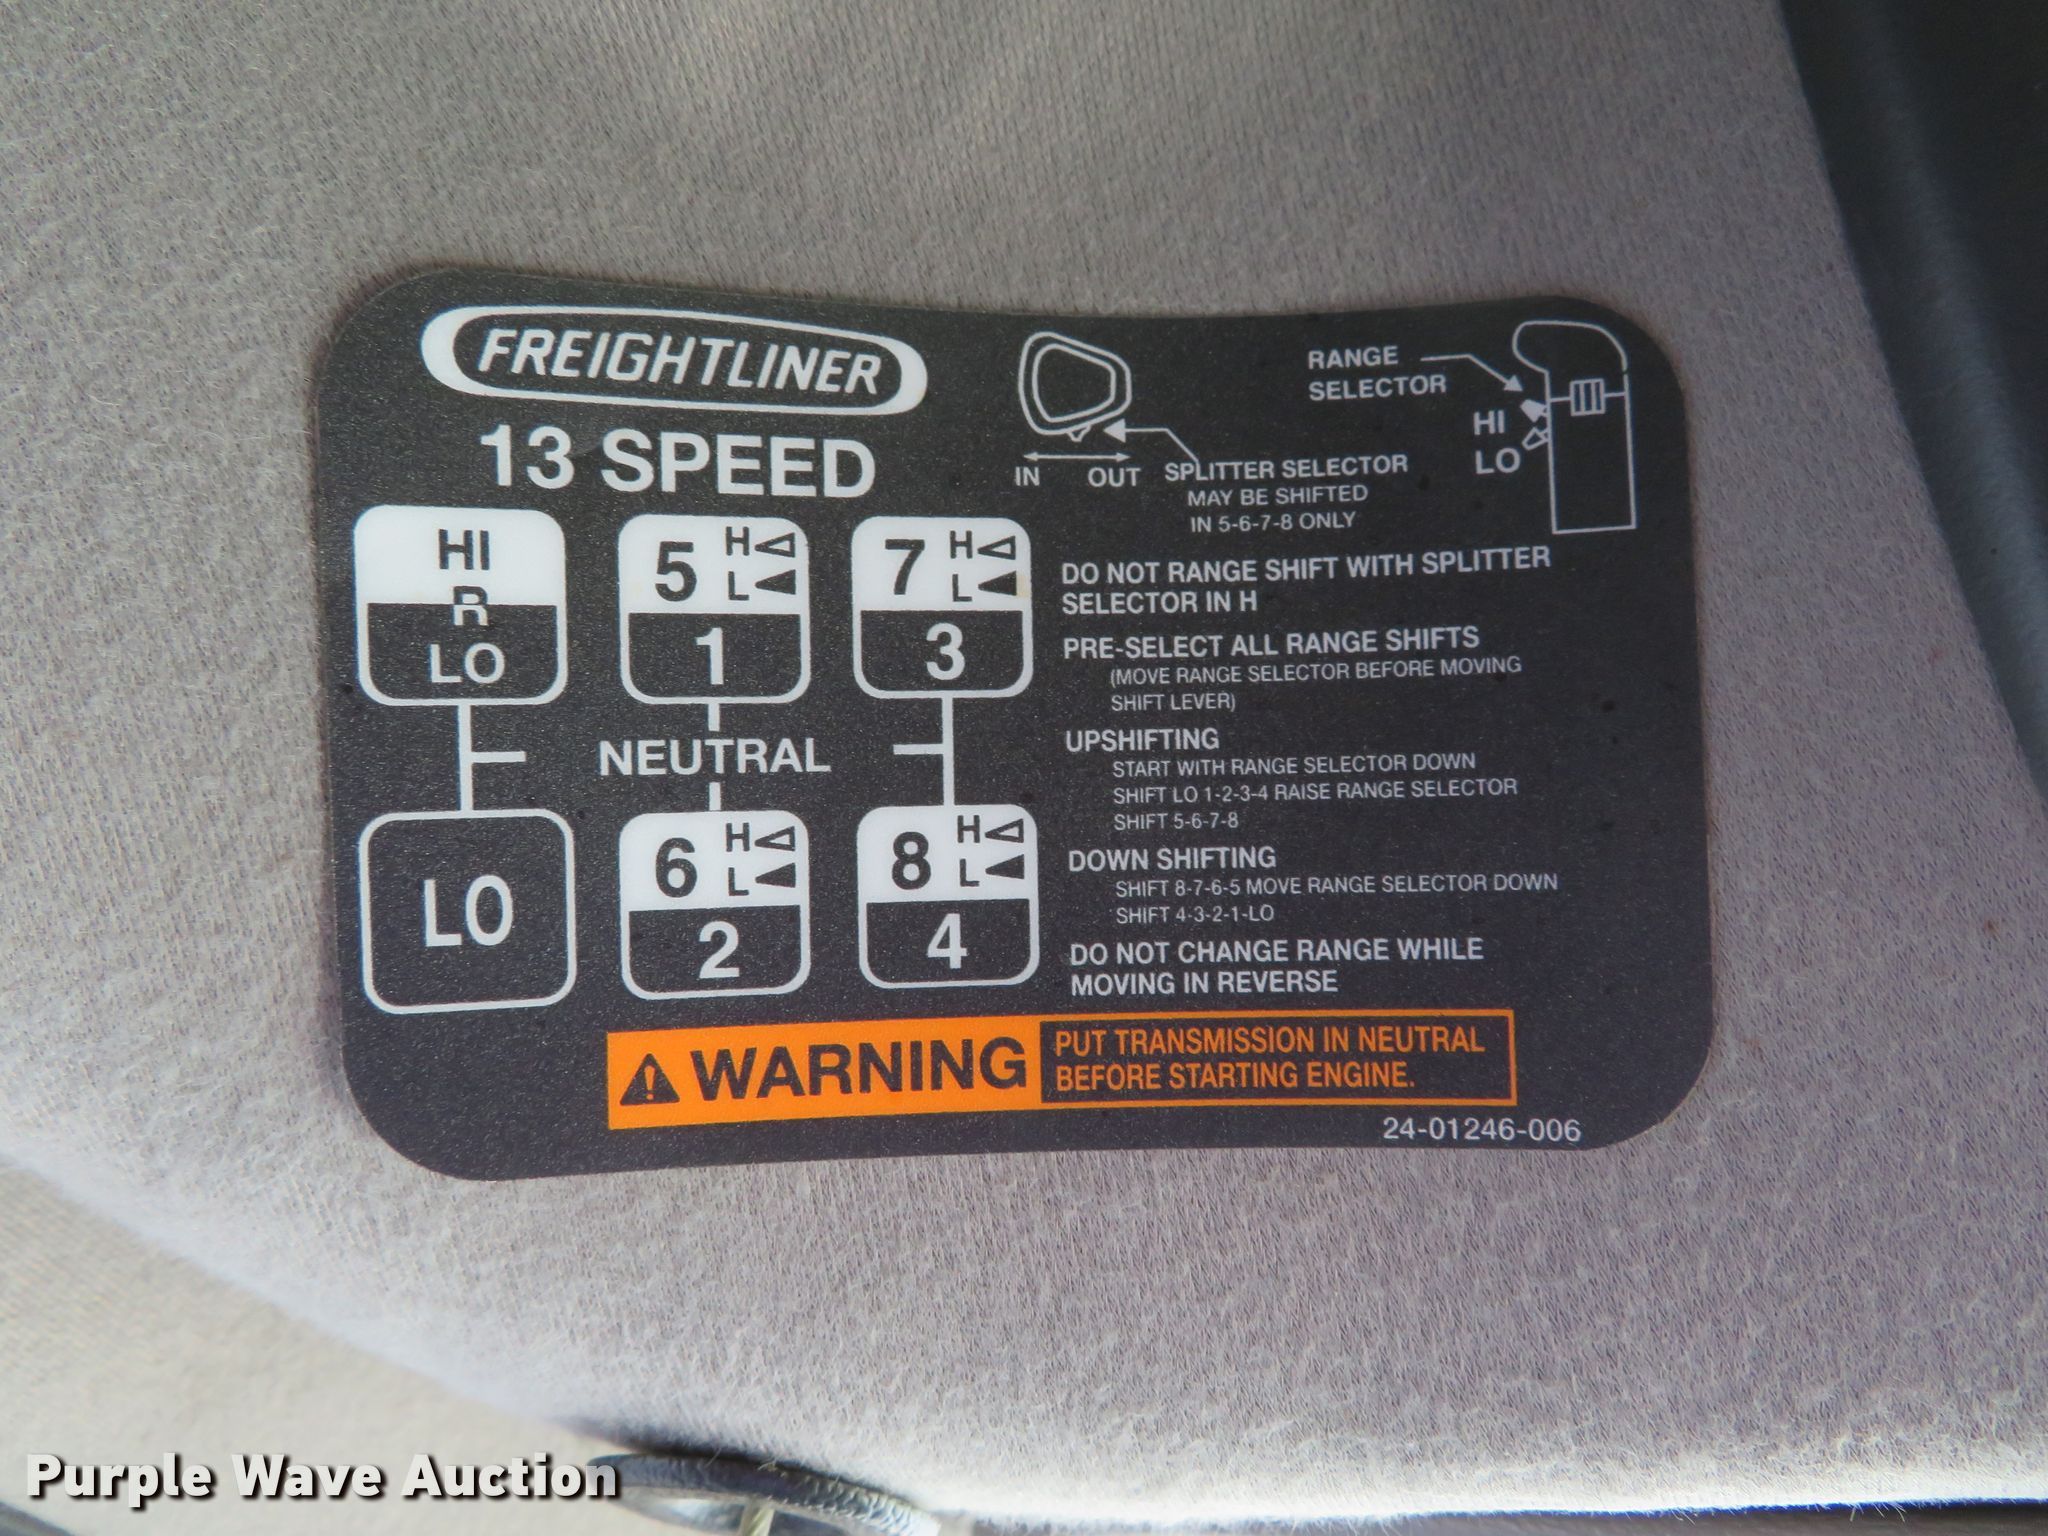 FREIGHTLINER
13 SPEED
HI
R
LO
5 H L
1
7 H L
3
NEUTRAL
LO
6 H L
2
8 H L
4
IN OUT
SPLITTER SELECTOR
MAY BE SHIFTED
IN 5-6-7-8 ONLY
RANGE
SELECTOR
HI
LO
DO NOT RANGE SHIFT WITH SPLITTER
SELECTOR IN H
PRE-SELECT ALL RANGE SHIFTS
(MOVE RANGE SELECTOR BEFORE MOVING
SHIFT LEVER)
UPSHIFTING
START WITH RANGE SELECTOR DOWN
SHIFT LO 1-2-3-4 RAISE RANGE SELECTOR
SHIFT 5-6-7-8
DOWN SHIFTING
SHIFT 8-7-6-5 MOVE RANGE SELECTOR DOWN
SHIFT 4-3-2-1-LO
DO NOT CHANGE RANGE WHILE
MOVING IN REVERSE
WARNING
PUT TRANSMISSION IN NEUTRAL
BEFORE STARTING ENGINE.
24-01246-006
Purple Wave Auction